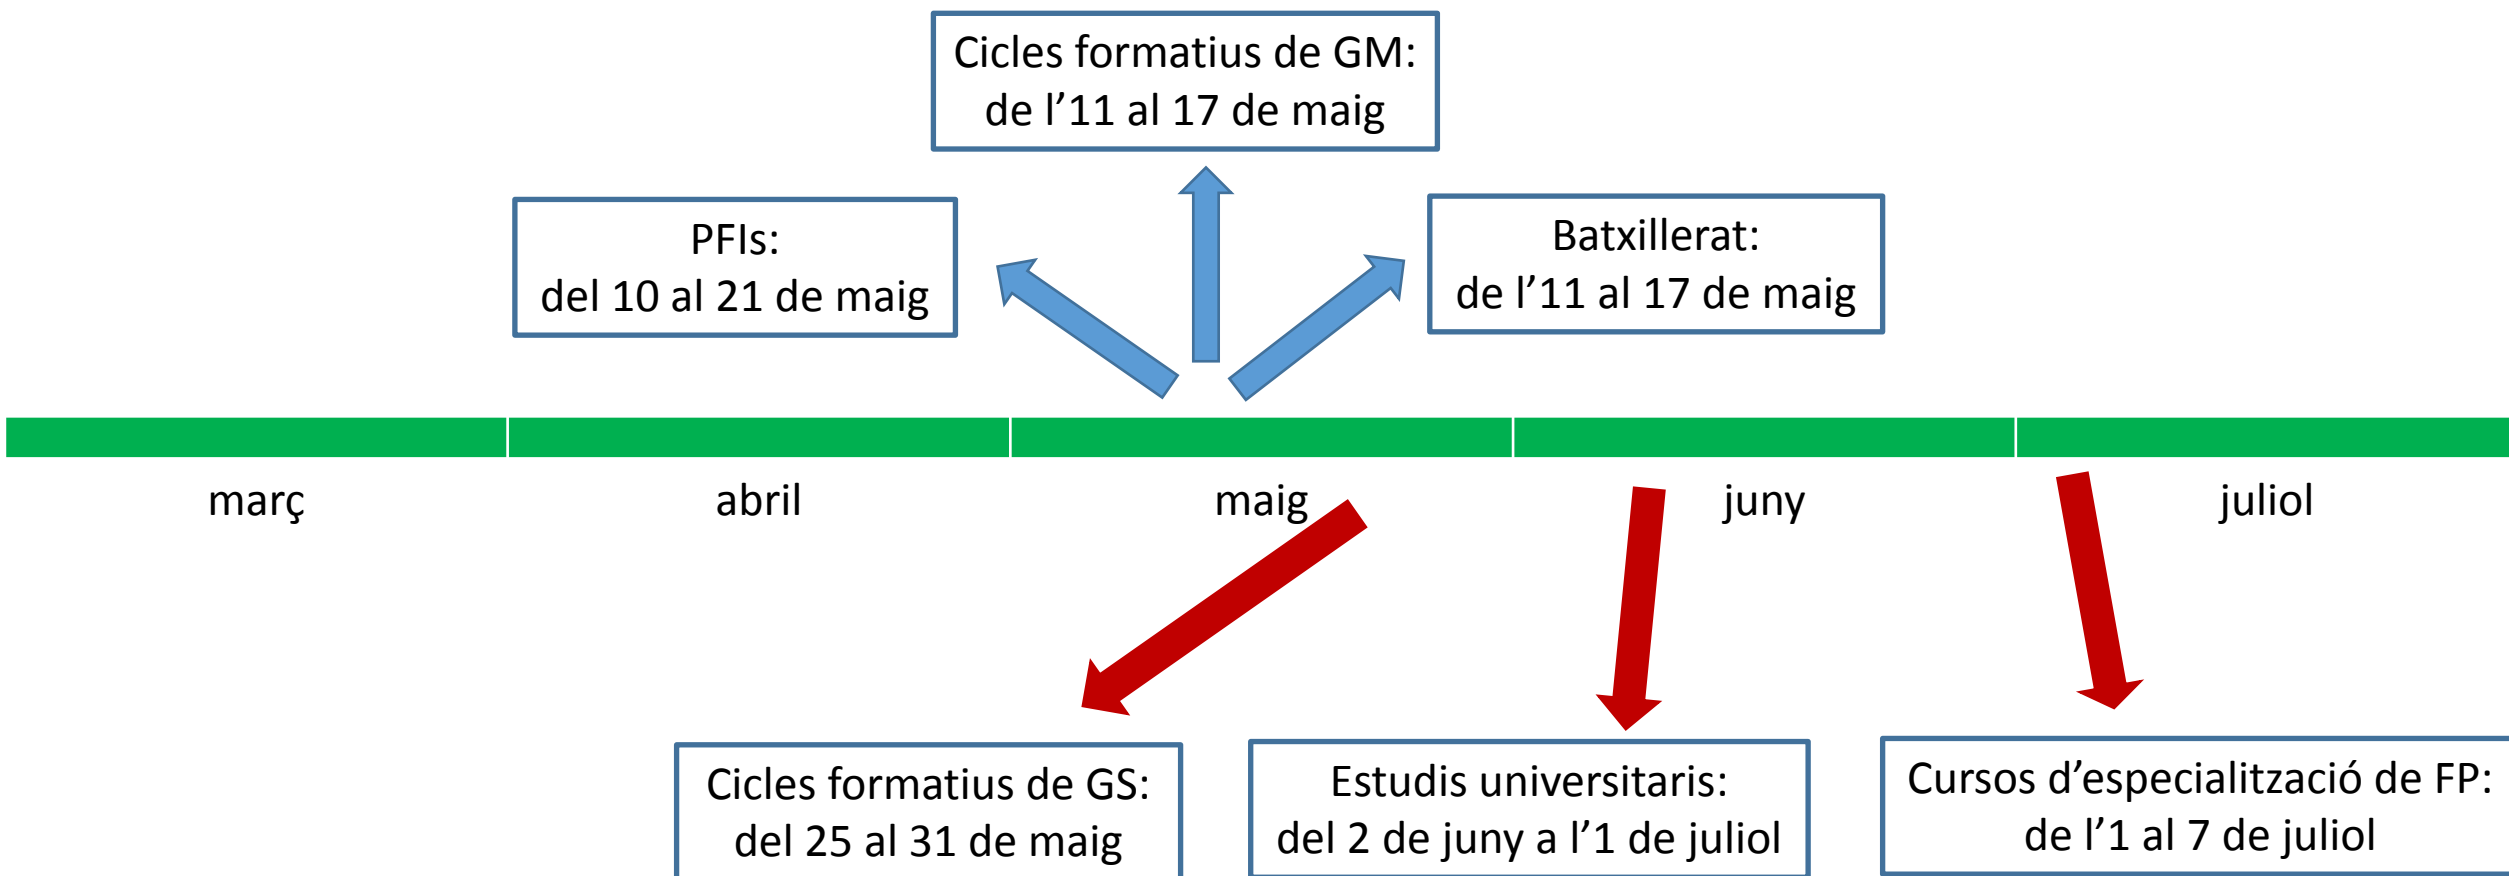 Cicles formatius de GM:
de l’11 al 17 de maig
PFIs:
del 10 al 21 de maig
Batxillerat:
de l’11 al 17 de maig
març
abril
maig
juny
juliol
Cicles formatius de GS:
del 25 al 31 de maig
Estudis universitaris:
del 2 de juny a l’1 de juliol
Cursos d’especialització de FP:
de l’1 al 7 de juliol